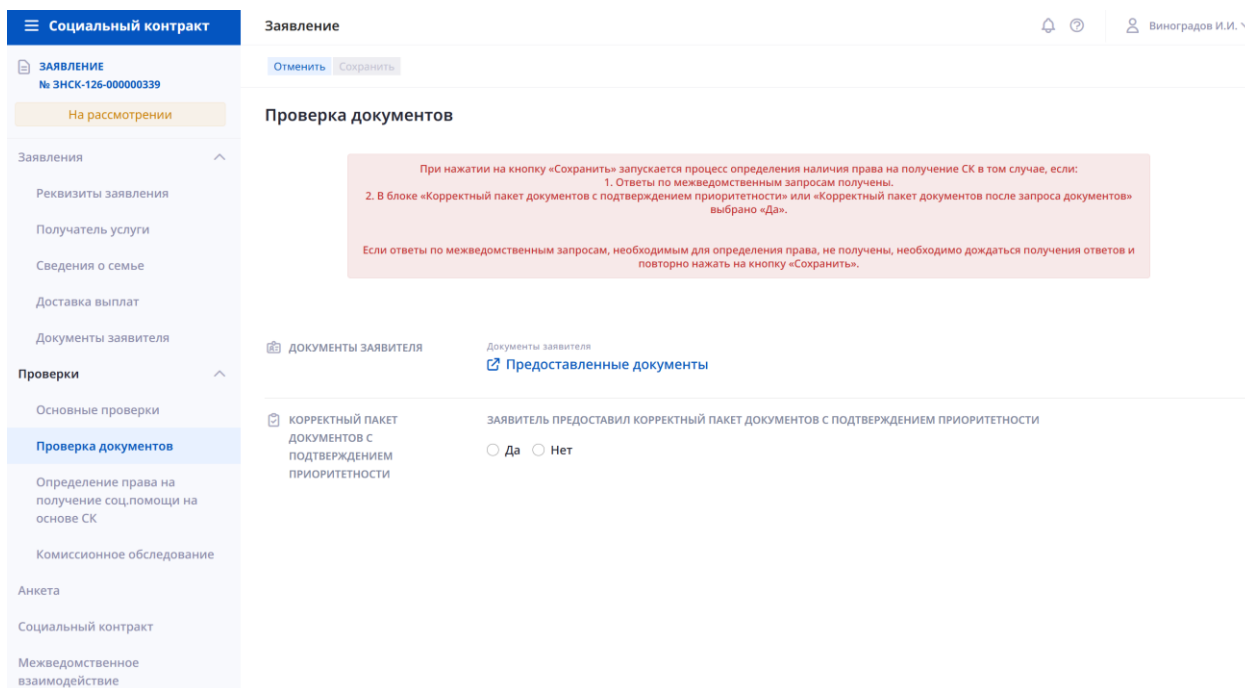 Социальный контракт
Заявление
Виноградов И.И.
ЗАЯВЛЕНИЕ
№ ЗНСК-126-000000339
Отменить
Сохранить
На рассмотрении
Проверка документов
Заявления
Реквизиты заявления
Получатель услуги
Сведения о семье
Доставка выплат
Документы заявителя
Проверки
Основные проверки
Проверка документов
Определение права на
получение соц.помощи на
основе СК
Комиссионное обследование
Анкета
Социальный контракт
Межведомственное
взаимодействие
При нажатии на кнопку «Сохранить» запускается процесс определения наличия права на получение СК в том случае, если:
1. Ответы по межведомственным запросам получены.
2. В блоке «Корректный пакет документов с подтверждением приоритетности» или «Корректный пакет документов после запроса документов»
выбрано «Да».
Если ответы по межведомственным запросам, необходимым для определения права, не получены, необходимо дождаться получения ответов и
повторно нажать на кнопку «Сохранить».
ДОКУМЕНТЫ ЗАЯВИТЕЛЯ
Документы заявителя
Предоставленные документы
КОРРЕКТНЫЙ ПАКЕТ
ДОКУМЕНТОВ С
ПОДТВЕРЖДЕНИЕМ
ПРИОРИТЕТНОСТИ
ЗАЯВИТЕЛЬ ПРЕДОСТАВИЛ КОРРЕКТНЫЙ ПАКЕТ ДОКУМЕНТОВ С ПОДТВЕРЖДЕНИЕМ ПРИОРИТЕТНОСТИ
Да
Нет